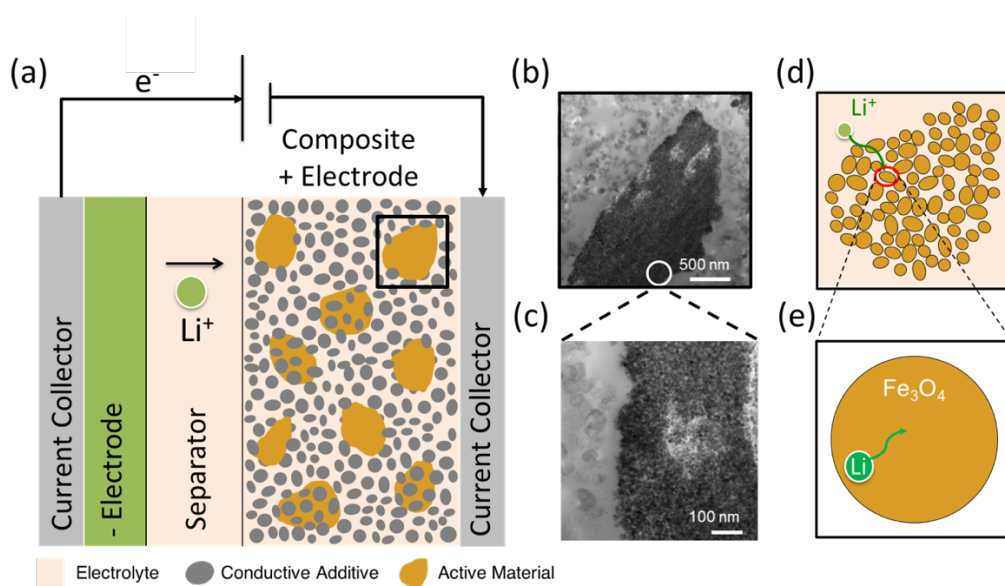 (a)
e⁻
Composite
+ Electrode
Current Collector
- Electrode
Separator
Li⁺
Current Collector
Electrolyte
Conductive Additive
Active Material
(b)
500 nm
(c)
100 nm
(d)
Li⁺
(e)
Fe₃O₄
Li